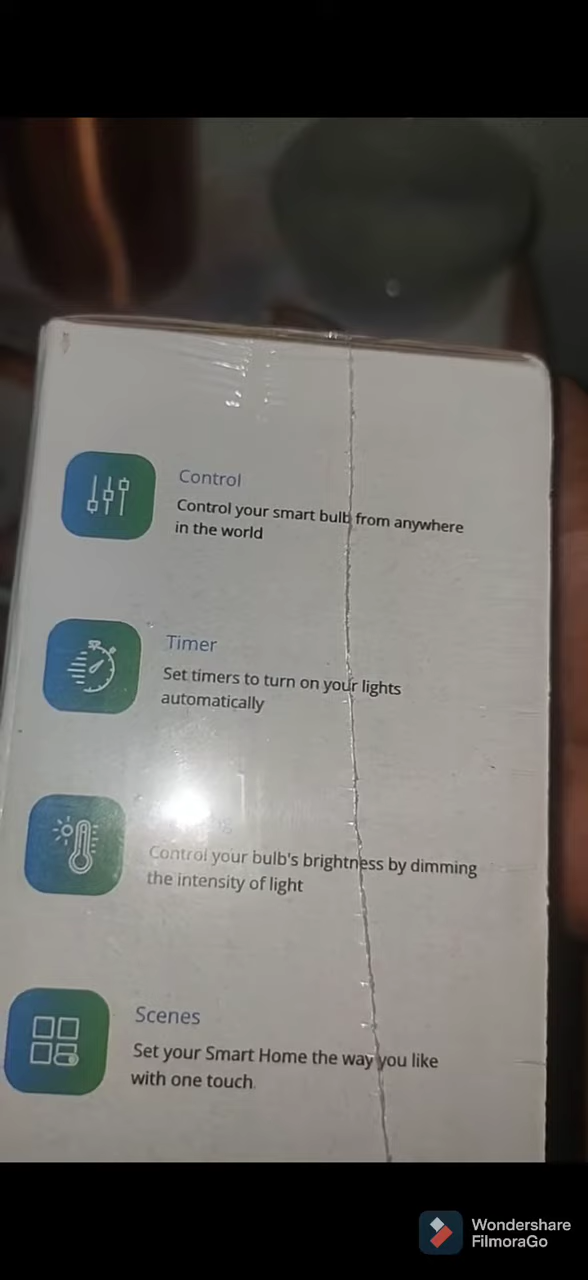 Control
Control your smart bulb from anywhere
in the world
Timer
Set timers to turn on your lights
automatically
Control your bulb's brightness by dimming
the intensity of light
Scenes
Set your Smart Home the way you like
with one touch
Wondershare
FilmoraGo